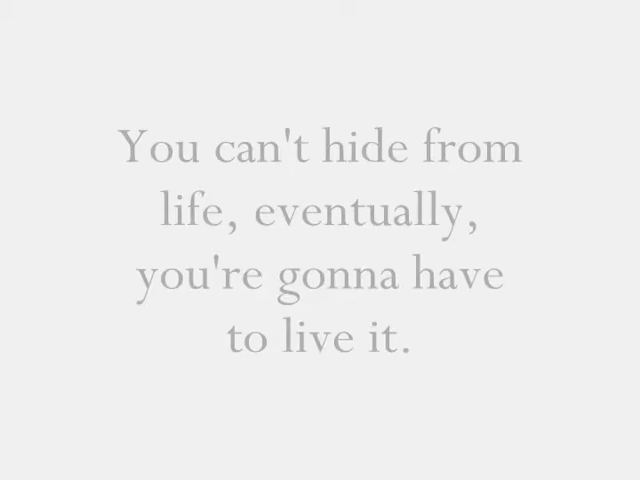 You can't hide from
life, eventually,
you're gonna have
to live it.